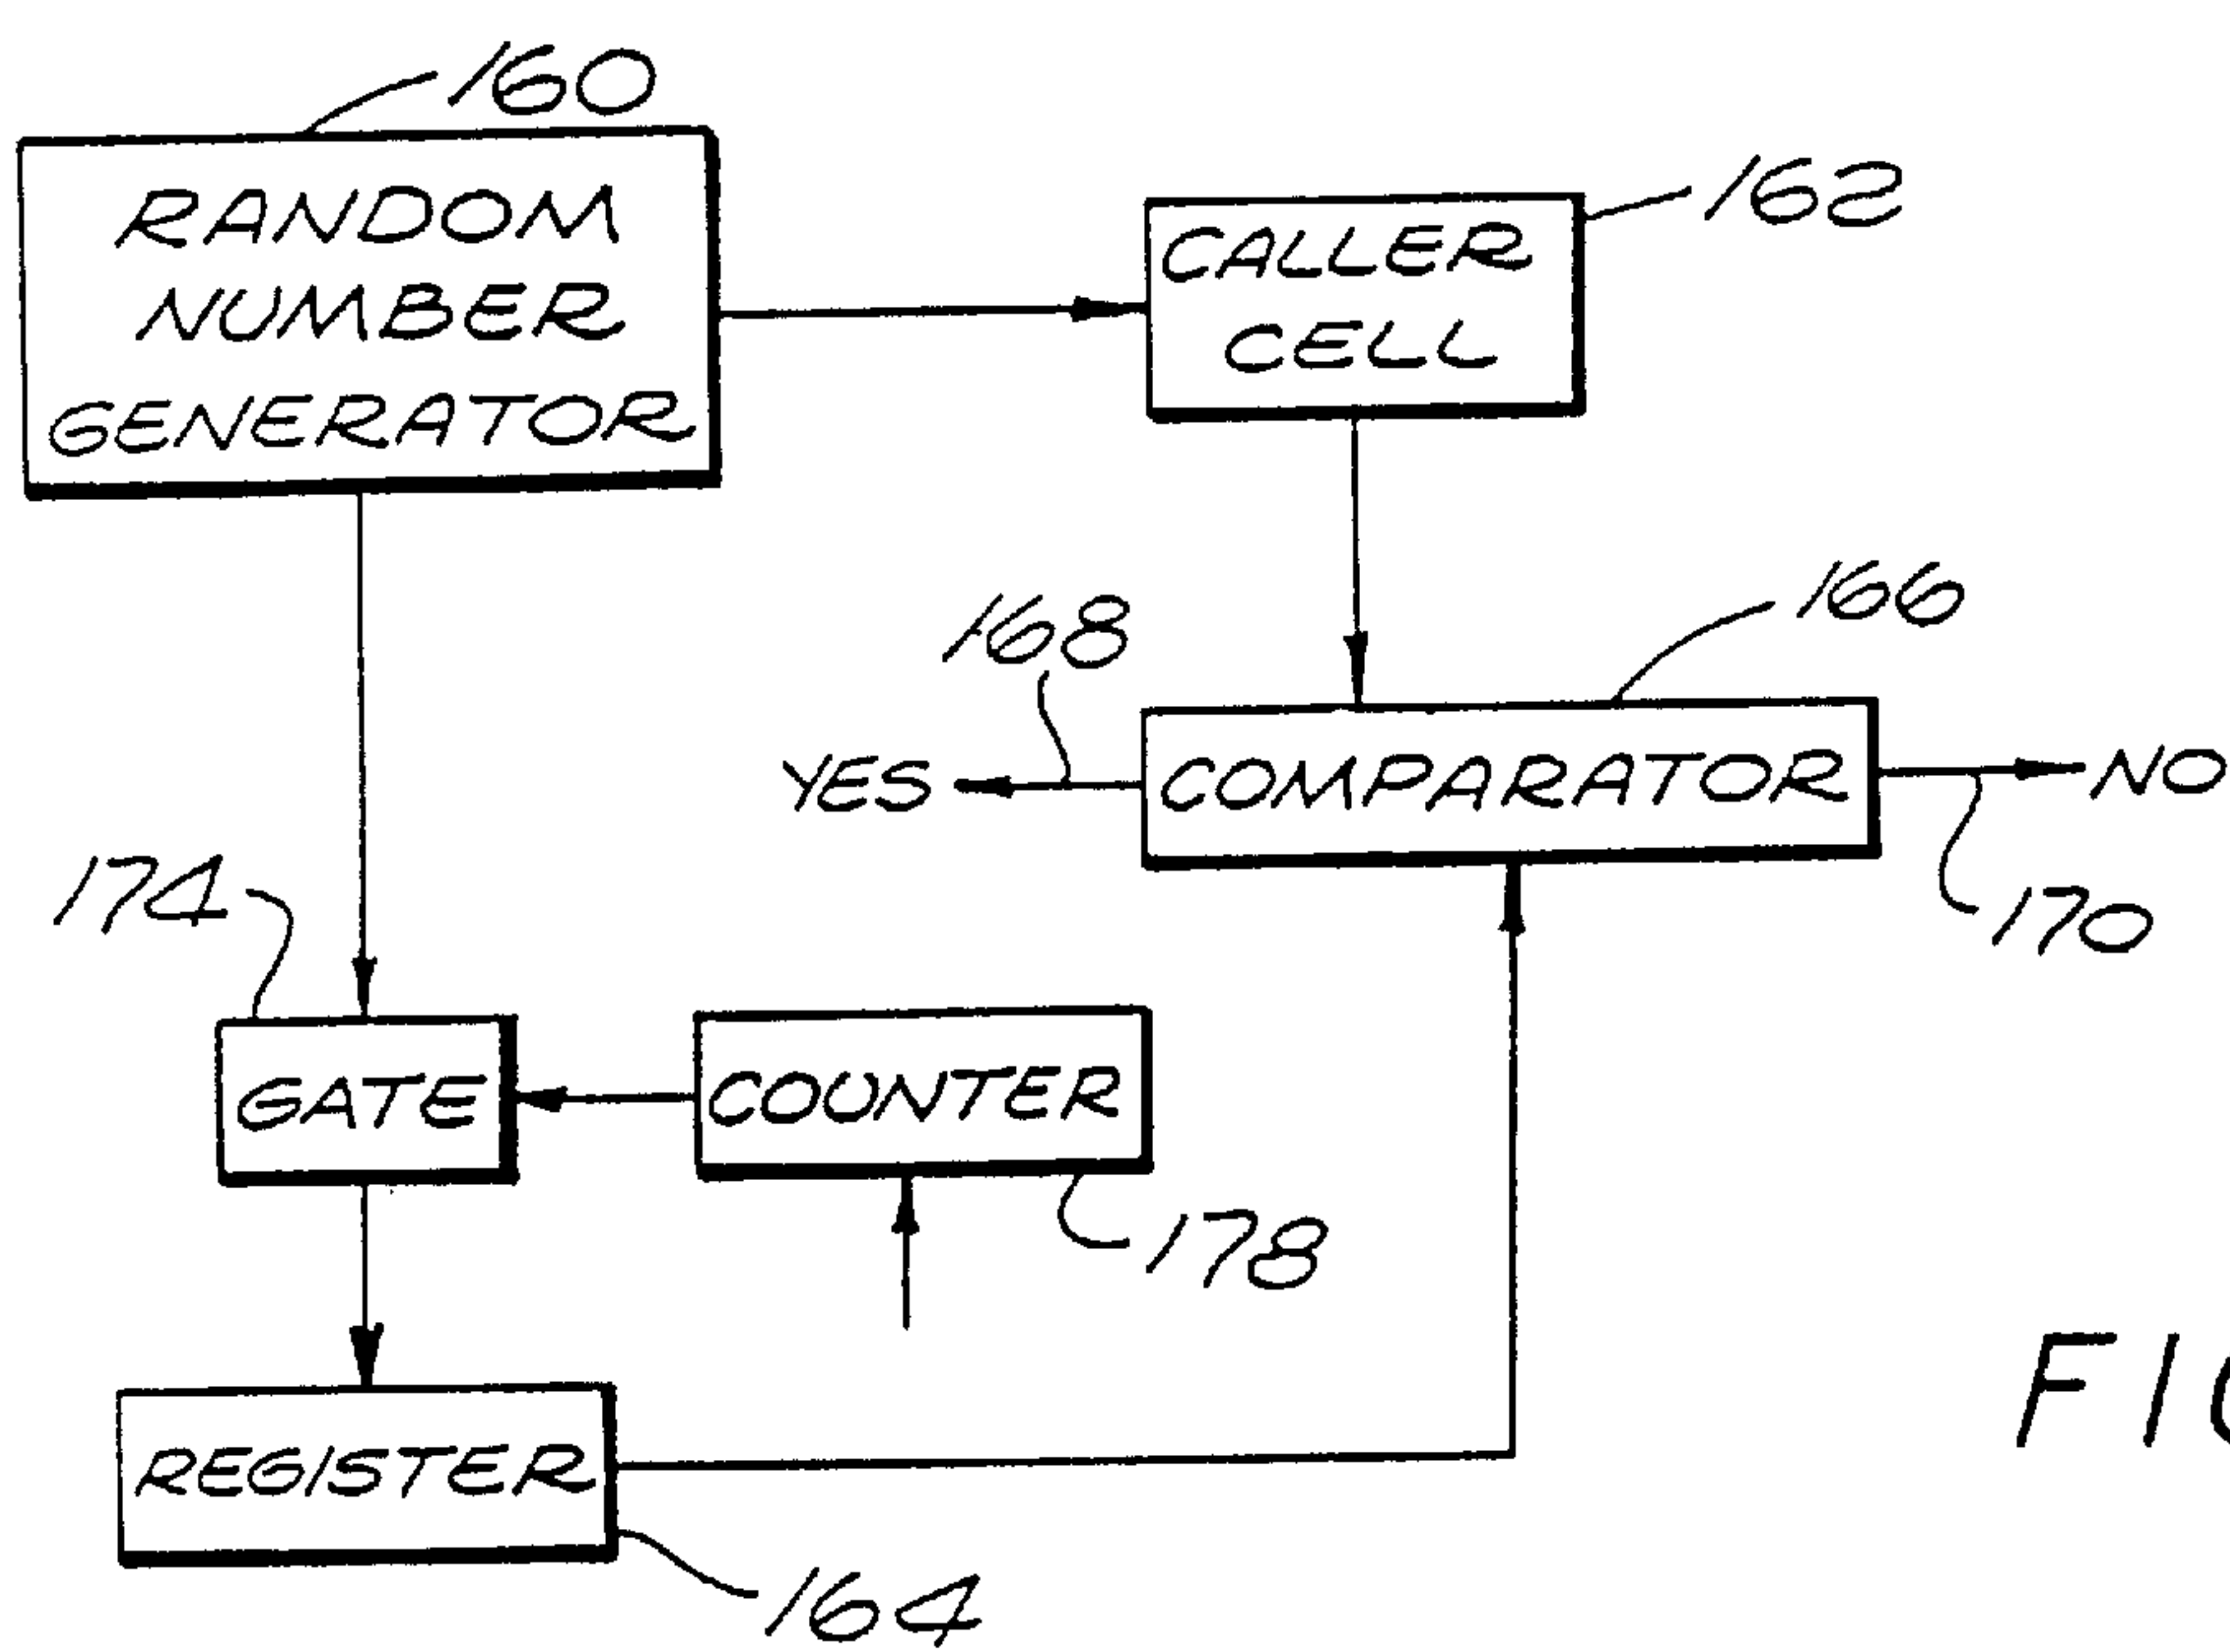 160
RANDOM
NUMBER
GENERATOR
162
CALLER
CELL
166
168
YES
COMPARATOR
NO
170
174
GATE
COUNTER
178
REGISTER
164